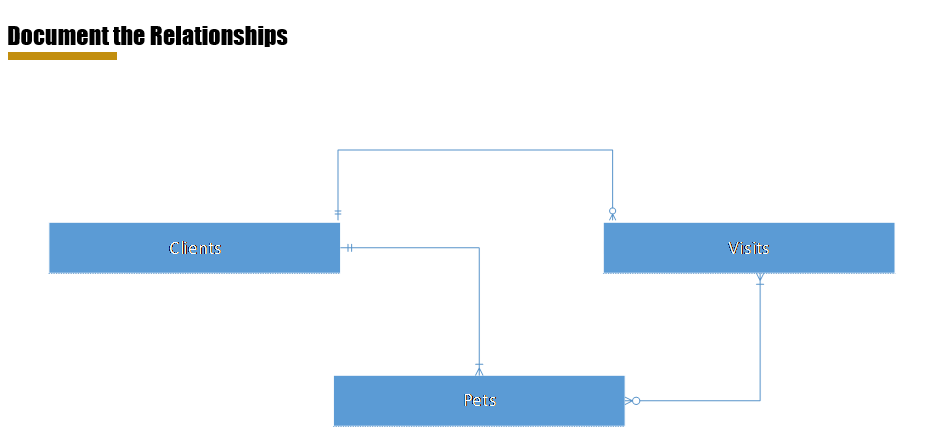 Document the Relationships
Clients
Visits
Pets